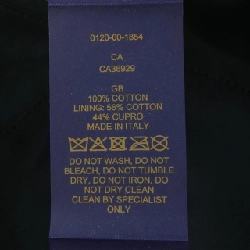 0120-00-1854
CA
CA36929
GB
100% COTTON
LINING: 56% COTTON
44% CUPRO
MADE IN ITALY
DO NOT WASH, DO NOT
BLEACH, DO NOT TUMBLE
DRY, DO NOT IRON, DO
NOT DRY CLEAN
CLEAN BY SPECIALIST
ONLY